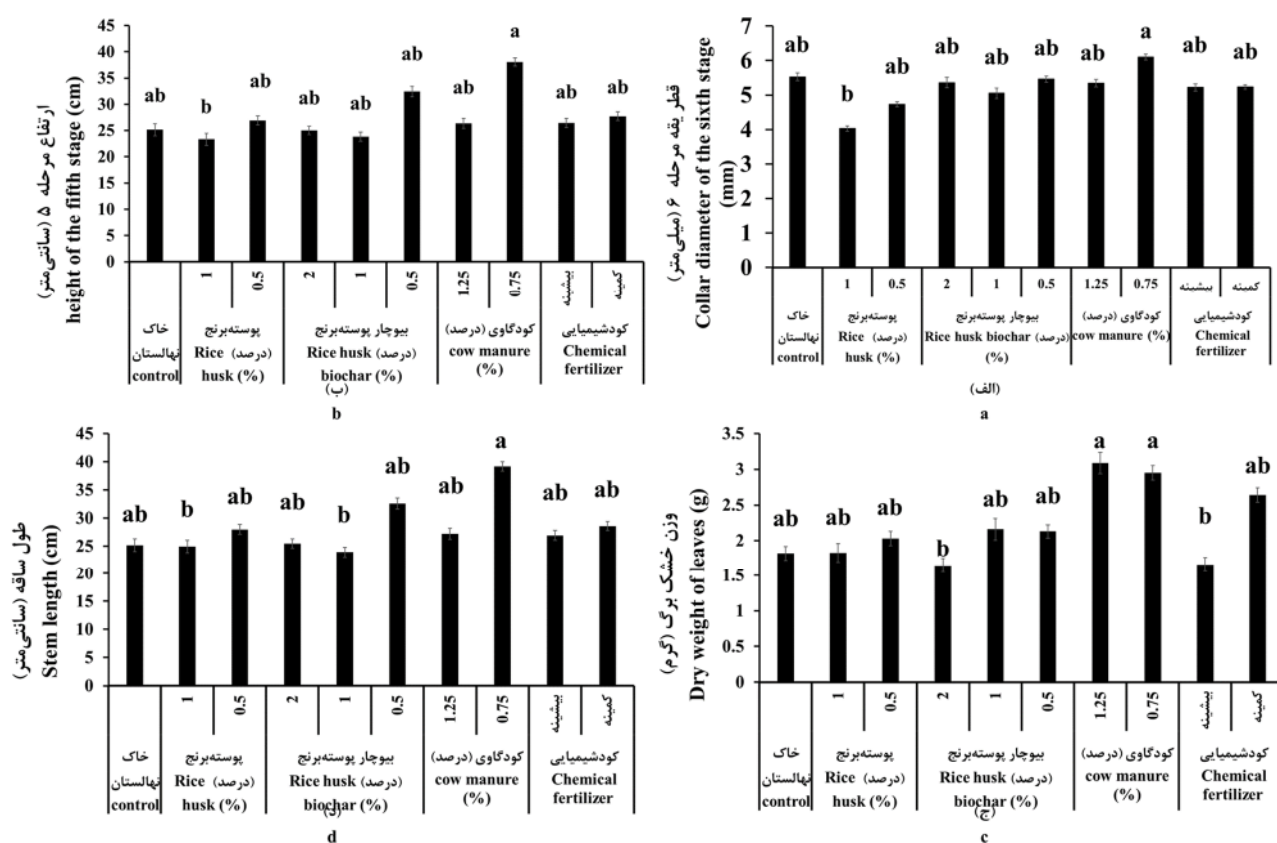 ارتفاع مرحله ۵ (سانتی‌متر)
height of the fifth stage (cm)
45
40
35
30
25
20
15
10
5
0
ab
b
ab
ab
ab
ab
ab
a
ab
ab
1
0.5
2
1
0.5
1.25
0.75
بیشینه
کمینه
خاک
نهالستان
control
پوسته‌برنج
Rice (درصد)
husk (%)
بیوچار پوسته‌برنج
Rice husk (درصد)
biochar (%)
کودگاوی (درصد)
cow manure
(%)
کودشیمیایی
Chemical
fertilizer
(ب)
b
قطر یقه مرحله ۶ (میلی‌متر)
Collar diameter of the sixth stage
(mm)
7
6
5
4
3
2
1
0
ab
b
ab
ab
ab
ab
ab
a
ab
ab
1
0.5
2
1
0.5
1.25
0.75
بیشینه
کمینه
خاک
نهالستان
control
پوسته‌برنج
Rice (درصد)
husk (%)
بیوچار پوسته‌برنج
Rice husk biochar (درصد)
(%)
کودگاوی (درصد)
cow manure (%)
کودشیمیایی
Chemical
fertilizer
(الف)
a
طول ساقه (سانتی‌متر)
Stem length (cm)
45
40
35
30
25
20
15
10
5
0
ab
b
ab
ab
b
ab
ab
a
ab
ab
1
0.5
2
1
0.5
1.25
0.75
بیشینه
کمینه
خاک
نهالستان
control
پوسته‌برنج
Rice (درصد)
husk (%)
بیوچار پوسته‌برنج
Rice husk (درصد)
biochar (%)
کودگاوی (درصد)
cow manure
(%)
کودشیمیایی
Chemical
fertilizer
(د)
d
وزن خشک برگ (گرم)
Dry weight of leaves (g)
3.5
3
2.5
2
1.5
1
0.5
0
ab
ab
ab
b
ab
ab
a
a
b
ab
1
0.5
2
1
0.5
1.25
0.75
بیشینه
کمینه
خاک
نهالستان
control
پوسته‌برنج
Rice (درصد)
husk (%)
بیوچار پوسته‌برنج
Rice husk (درصد)
biochar (%)
کودگاوی (درصد)
cow manure
(%)
کودشیمیایی
Chemical
fertilizer
(ج)
c